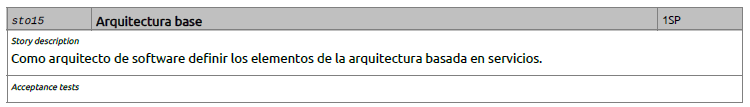 sto15 Arquitectura base 1SP
Story description
Como arquitecto de software definir los elementos de la arquitectura basada en servicios.
Acceptance tests